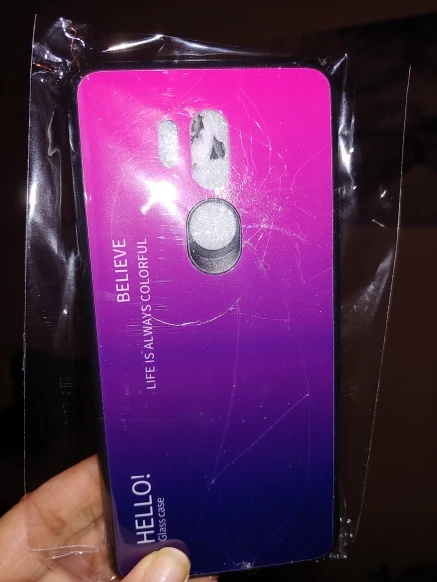 BELIEVE
LIFE IS ALWAYS COLORFUL
HELLO!
Glass case